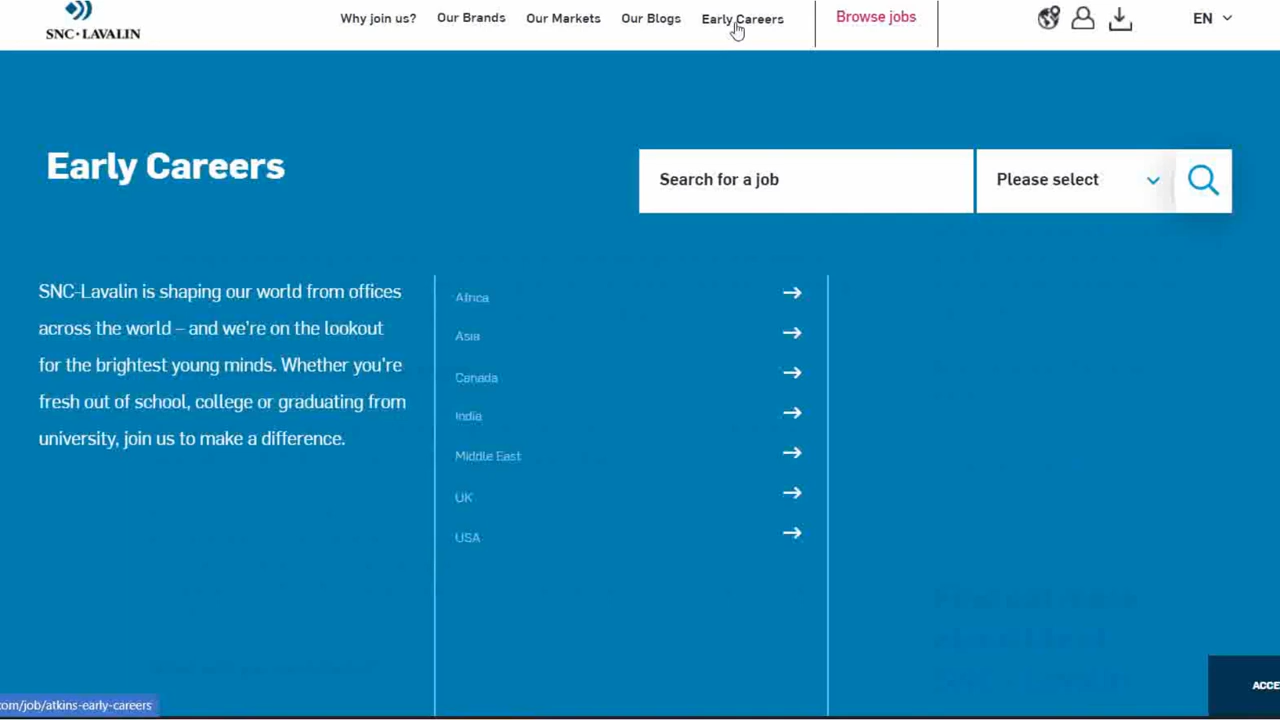 SNC • LAVALIN
Why join us? Our Brands Our Markets Our Blogs Early Careers Browse jobs EN
Early Careers
Search for a job Please select
SNC-Lavalin is shaping our world from offices
across the world – and we're on the lookout
for the brightest young minds. Whether you're
fresh out of school, college or graduating from
university, join us to make a difference.
Africa
Asia
Canada
India
Middle East
UK
USA
com/job/atkins-early-careers